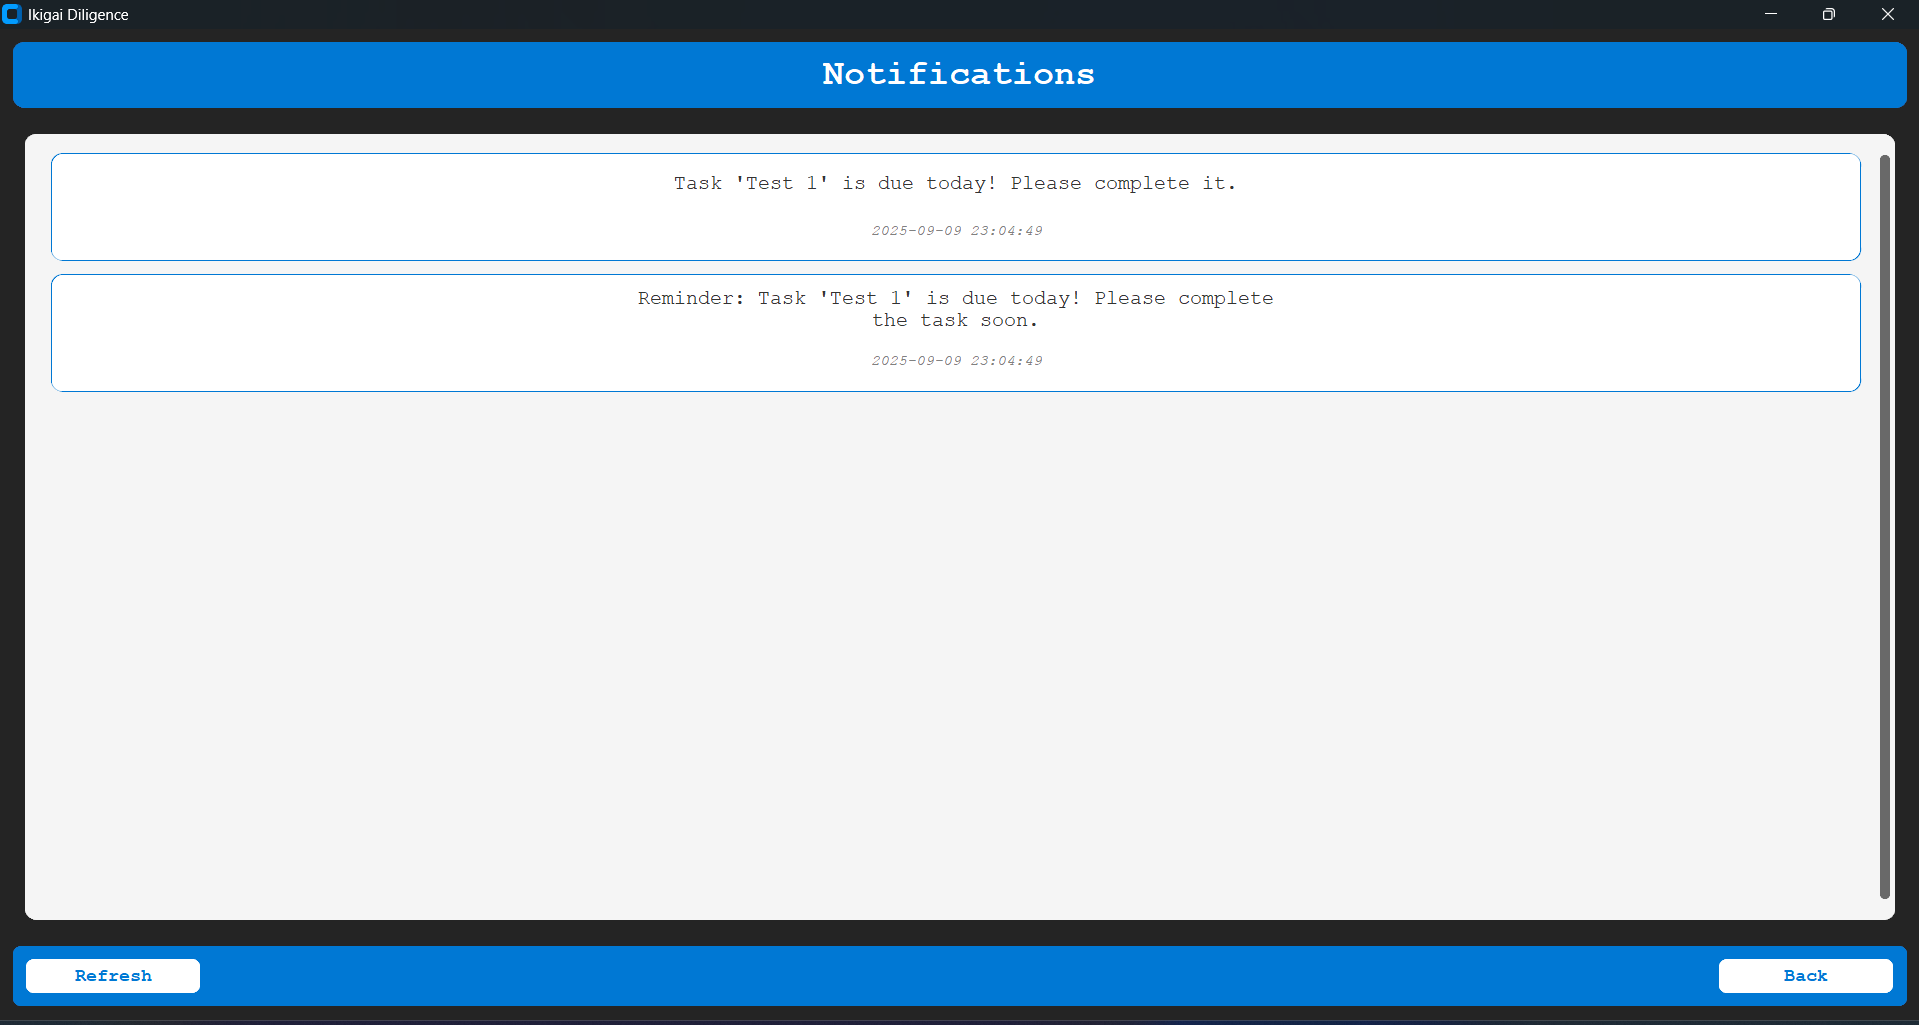 Ikigai Diligence
Notifications
Task 'Test 1' is due today! Please complete it.
2025-09-09 23:04:49
Reminder: Task 'Test 1' is due today! Please complete
the task soon.
2025-09-09 23:04:49
Refresh
Back